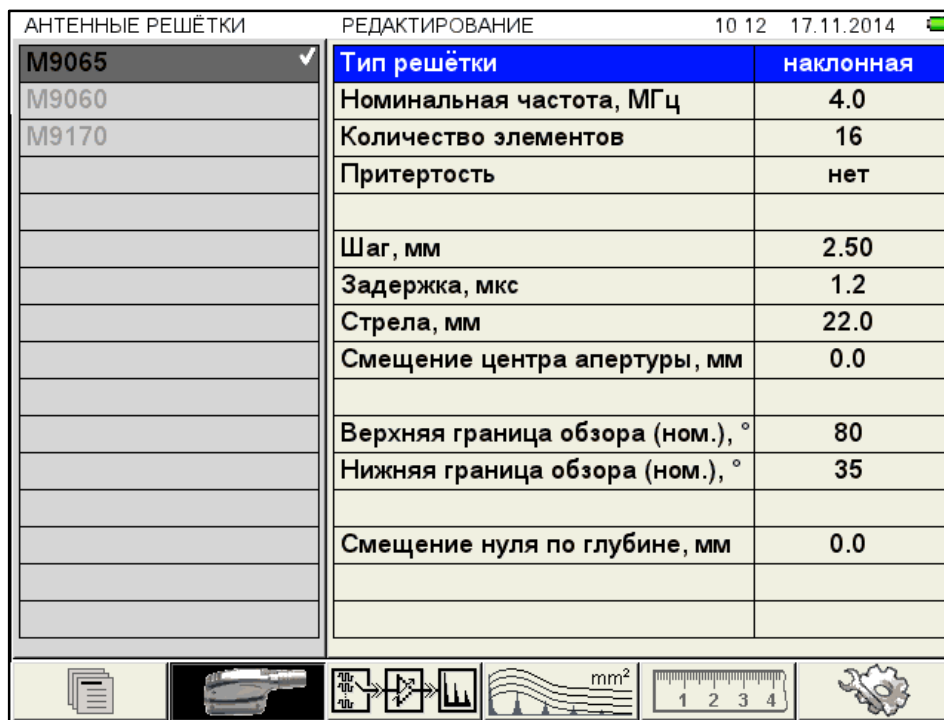 АНТЕННЫЕ РЕШЁТКИ
M9065
M9060
M9170
РЕДАКТИРОВАНИЕ 10 12 17.11.2014
Тип решётки наклонная
Номинальная частота, МГц 4.0
Количество элементов 16
Притертость нет
Шаг, мм 2.50
Задержка, мкс 1.2
Стрела, мм 22.0
Смещение центра апертуры, мм 0.0
Верхняя граница обзора (ном.), ° 80
Нижняя граница обзора (ном.), ° 35
Смещение нуля по глубине, мм 0.0
mm²
1 2 3 4